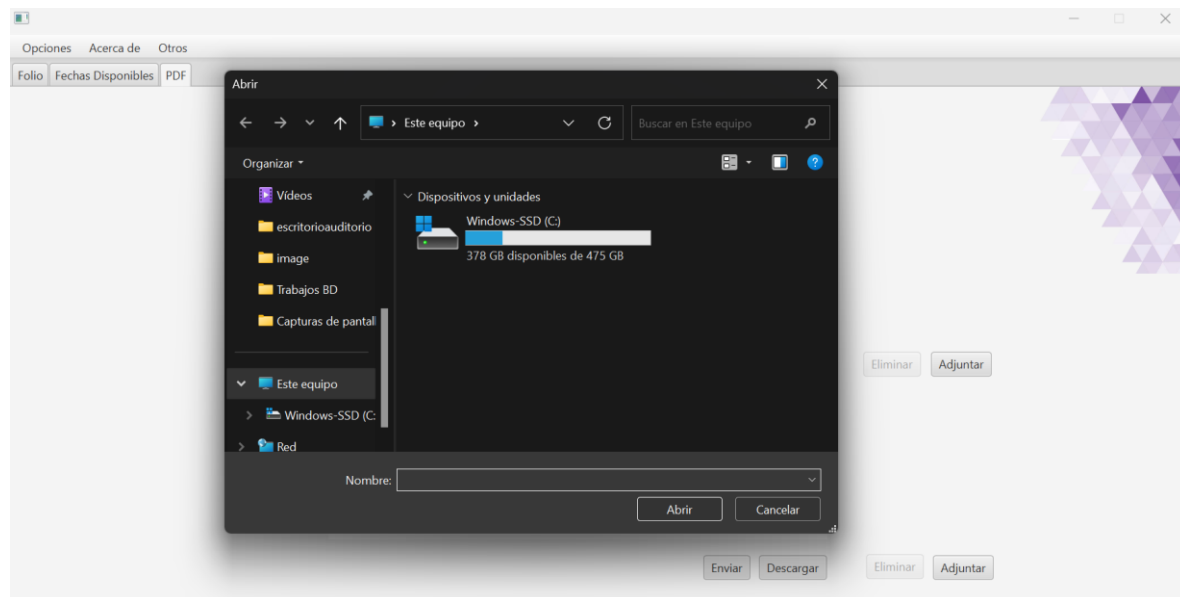 Opciones Acerca de Otros
Folio Fechas Disponibles PDF
Abrir
Este equipo
Buscar en Este equipo
Organizar
Vídeos
escritorioauditorio
image
Trabajos BD
Capturas de pantall
Este equipo
Windows-SSD (C:
Red
Dispositivos y unidades
Windows-SSD (C:)
378 GB disponibles de 475 GB
Nombre:
Abrir Cancelar
Eliminar Adjuntar
Enviar Descargar Eliminar Adjuntar